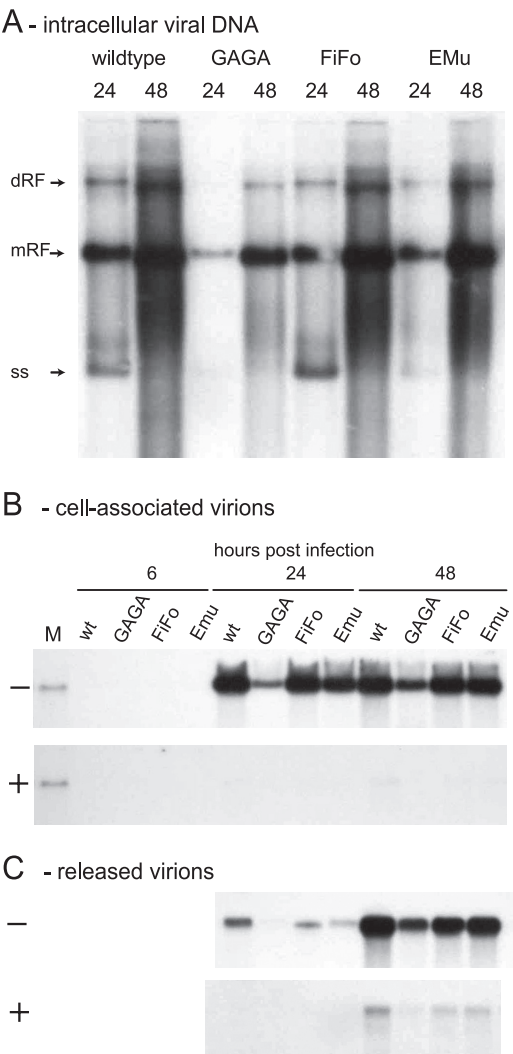 A - intracellular viral DNA
wildtype GAGA FiFo EMu
24 48 24 48 24 48 24 48
dRF→
mRF→
ss →
B - cell-associated virions
hours post infection
6 24 48
M wt GAGA FiFo Emu wt GAGA FiFo Emu wt GAGA FiFo Emu
−
+
C - released virions
−
+